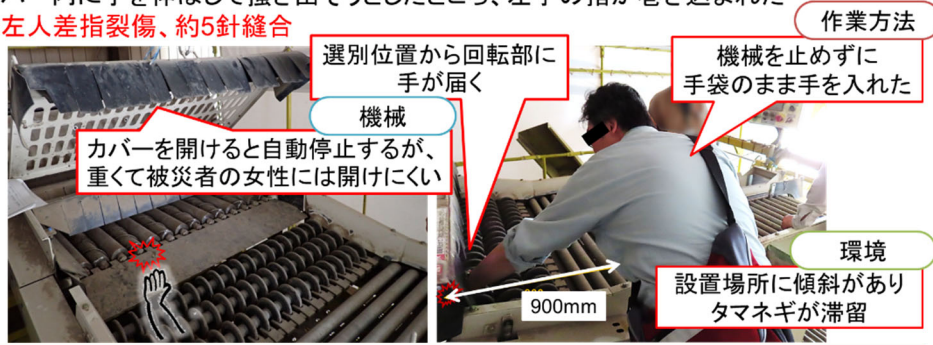 左人差指裂傷、約5針縫合
作業方法
選別位置から回転部に
手が届く
機械を止めずに
手袋のまま手を入れた
機械
カバーを開けると自動停止するが、
重くて被災者の女性には開けにくい
環境
900mm
設置場所に傾斜があり
タマネギが滞留